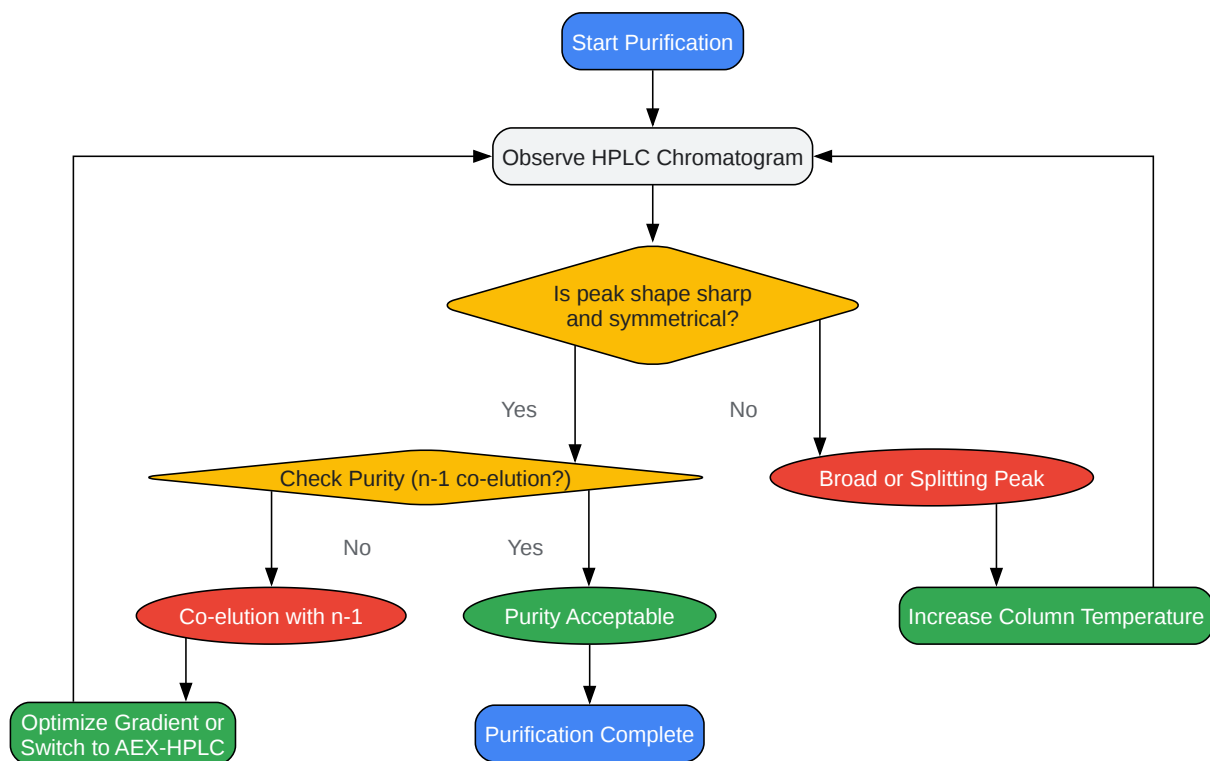 Start Purification
Observe HPLC Chromatogram
Is peak shape sharp
and symmetrical?
Yes
No
Check Purity (n-1 co-elution?)
Broad or Splitting Peak
No
Yes
Co-elution with n-1
Purity Acceptable
Increase Column Temperature
Optimize Gradient or
Switch to AEX-HPLC
Purification Complete